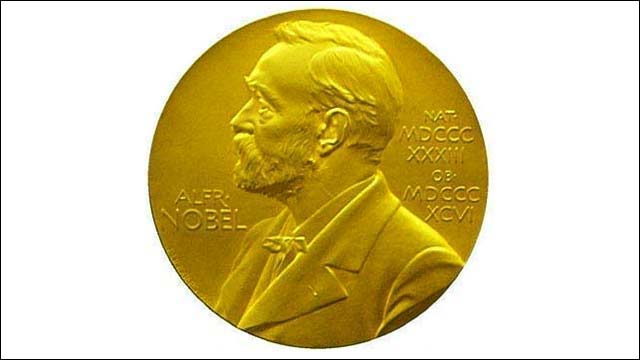 ALFR·
NOBEL
NAT·
MDCCC
XXXIII
OB·
MDCCC
XCVI